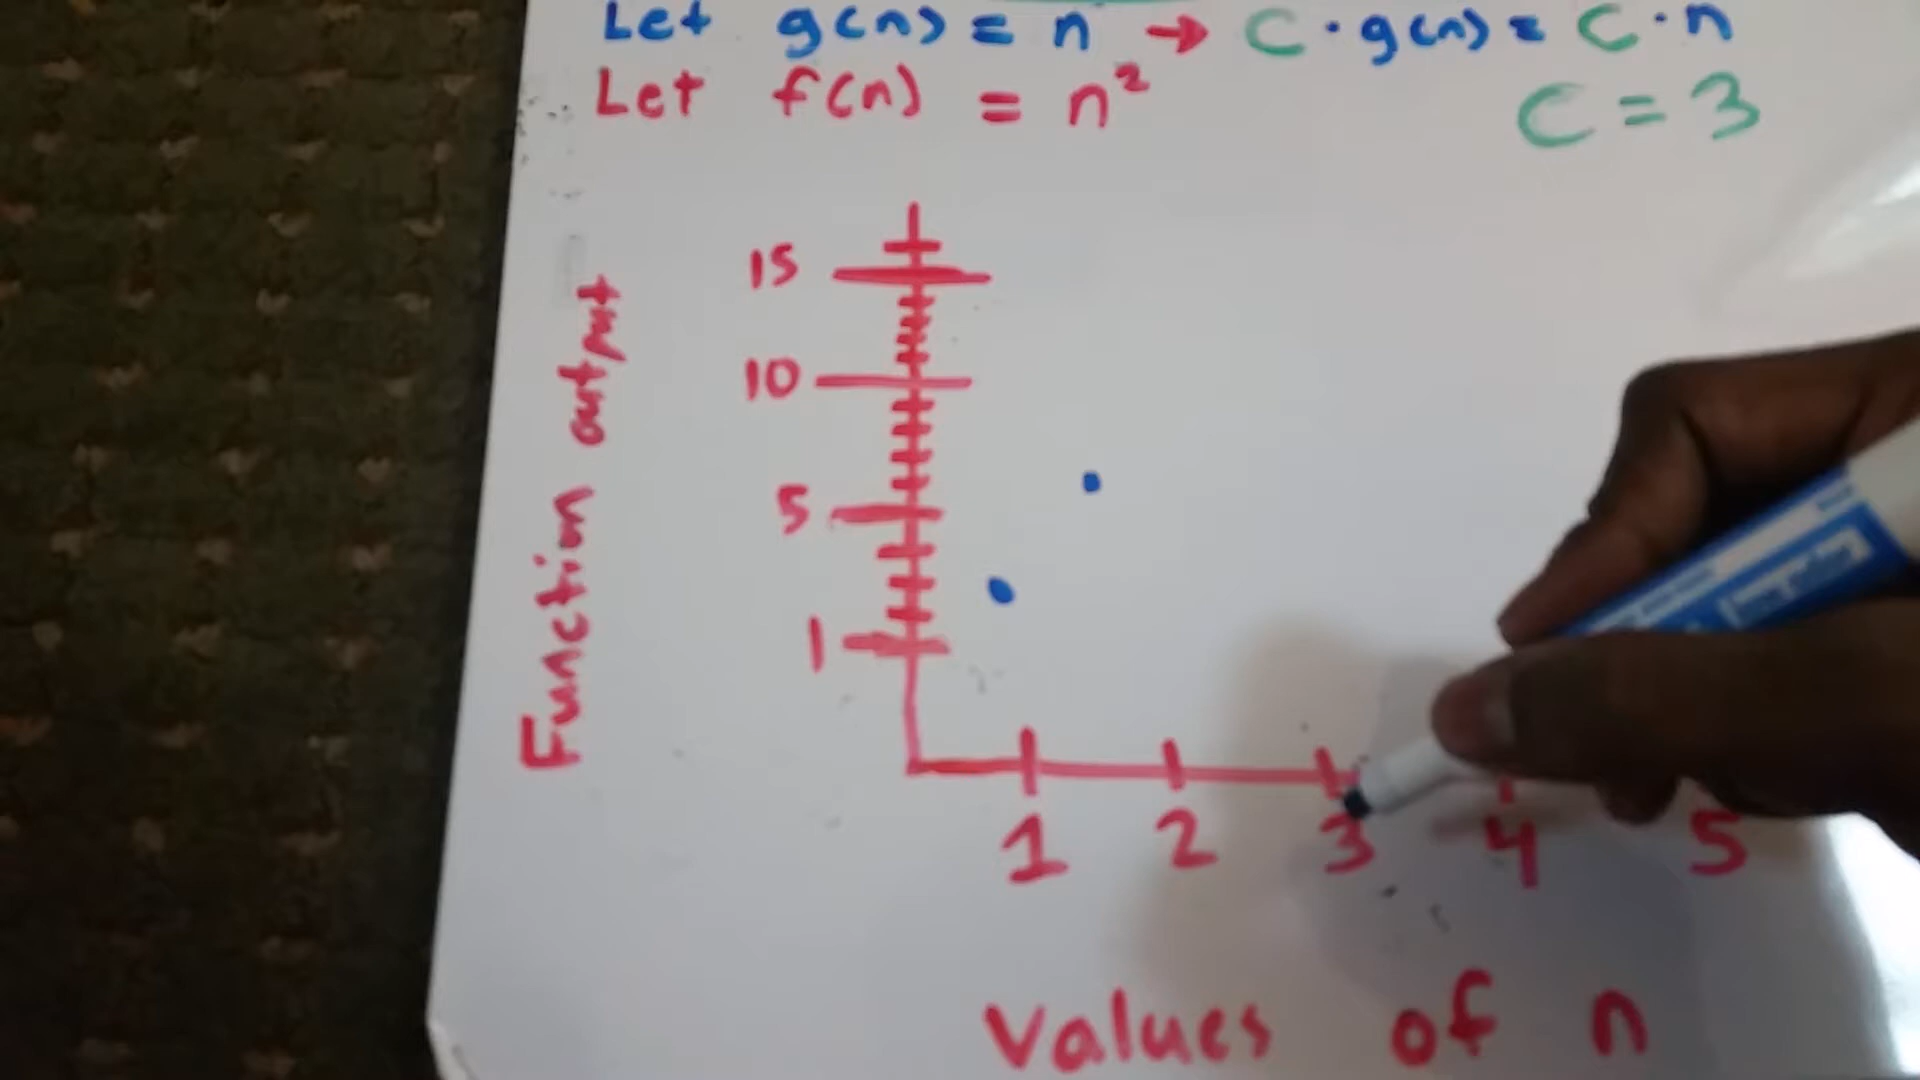 Let g(n) = n → C · g(n) = C · n
Let f(n) = n²
C = 3
Function output
15
10
5
1
1 2 3 4 5
Values of n